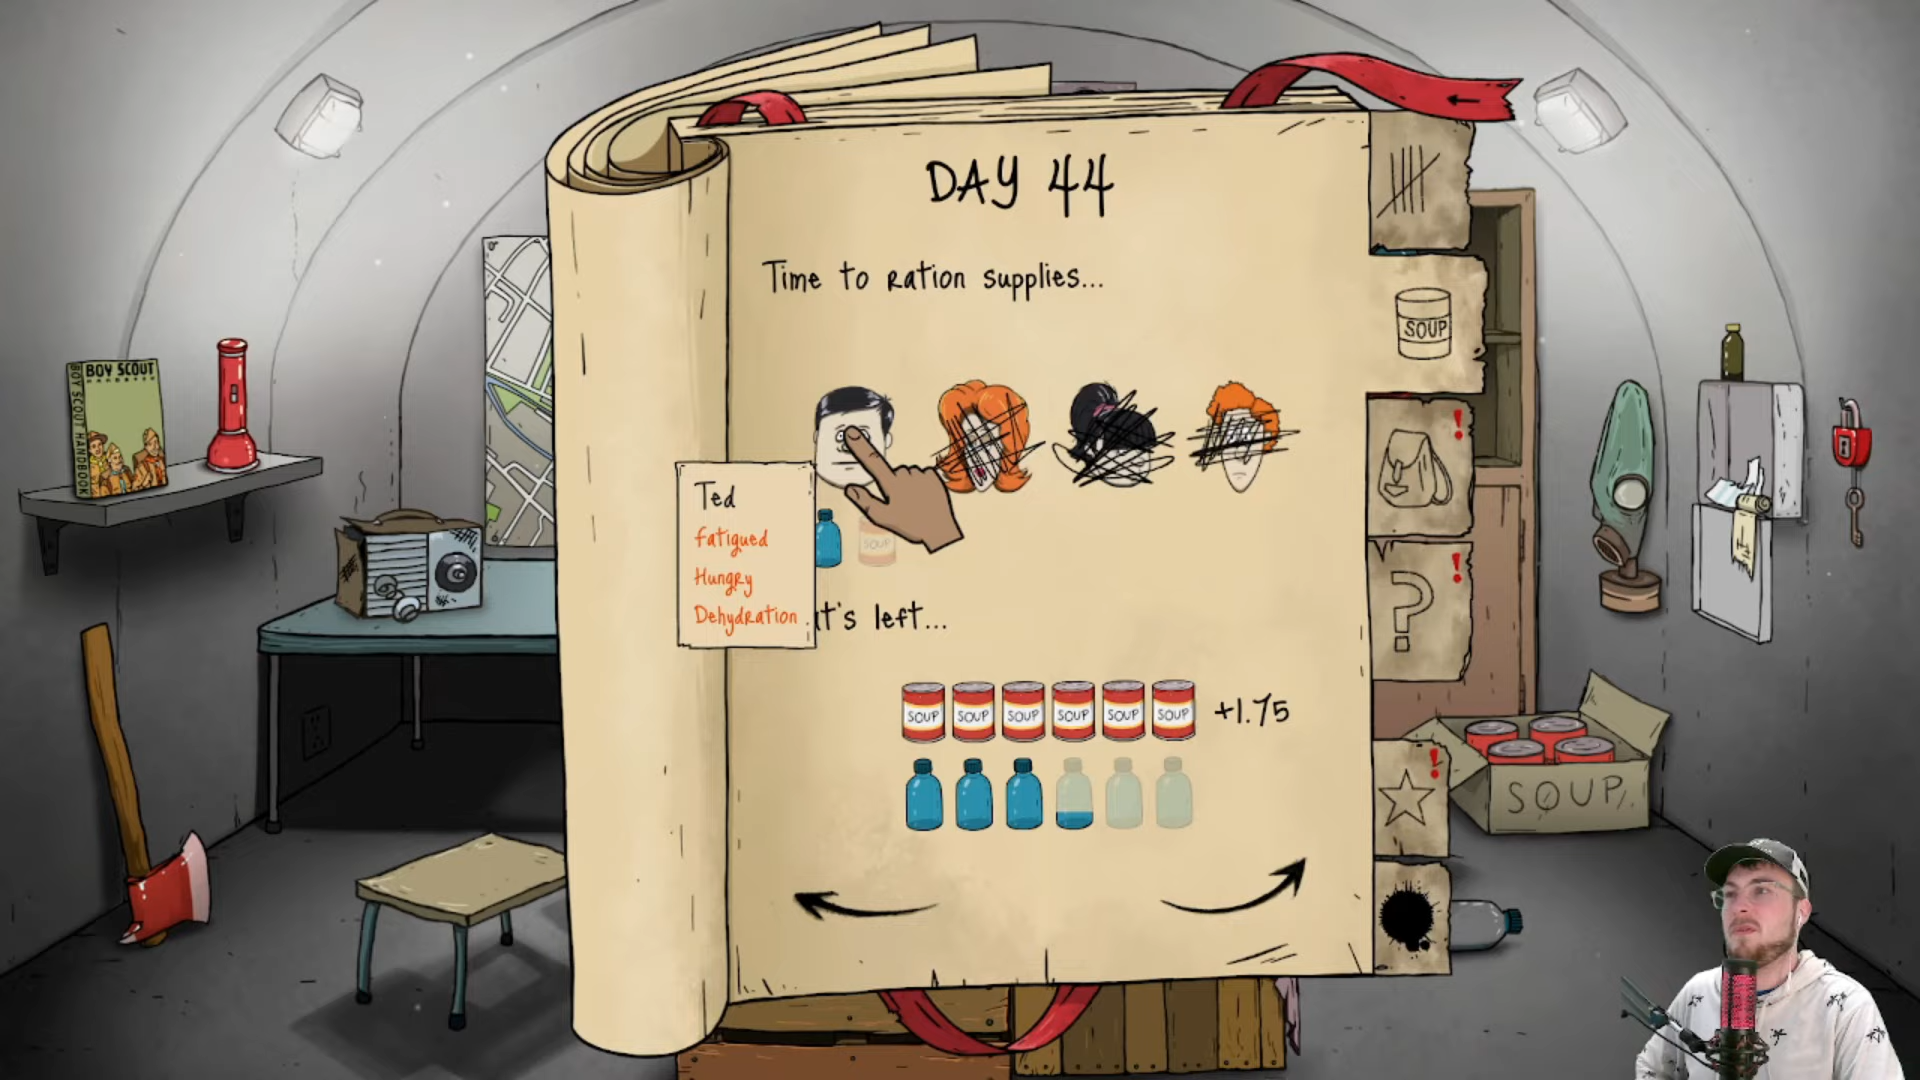 DAY 44
Time to ration supplies...
BOY SCOUT
BOY SCOUT HANDBOOK
SOUP
Ted
Fatigued
Hungry
Dehydration
SOUP
t's left...
SOUP SOUP SOUP SOUP SOUP SOUP +1.75
SOUP